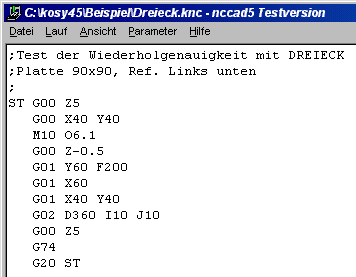 C:\kosy45\Beispiel\Dreieck.knc - nccad5 Testversion
Datei Lauf Ansicht Parameter Hilfe
;Test der Wiederholgenauigkeit mit DREIECK
;Platte 90x90, Ref. Links unten
;
ST G00 Z5
G00 X40 Y40
M10 O6.1
G00 Z-0.5
G01 Y60 F200
G01 X60
G01 X40 Y40
G02 D360 I10 J10
G00 Z5
G74
G20 ST